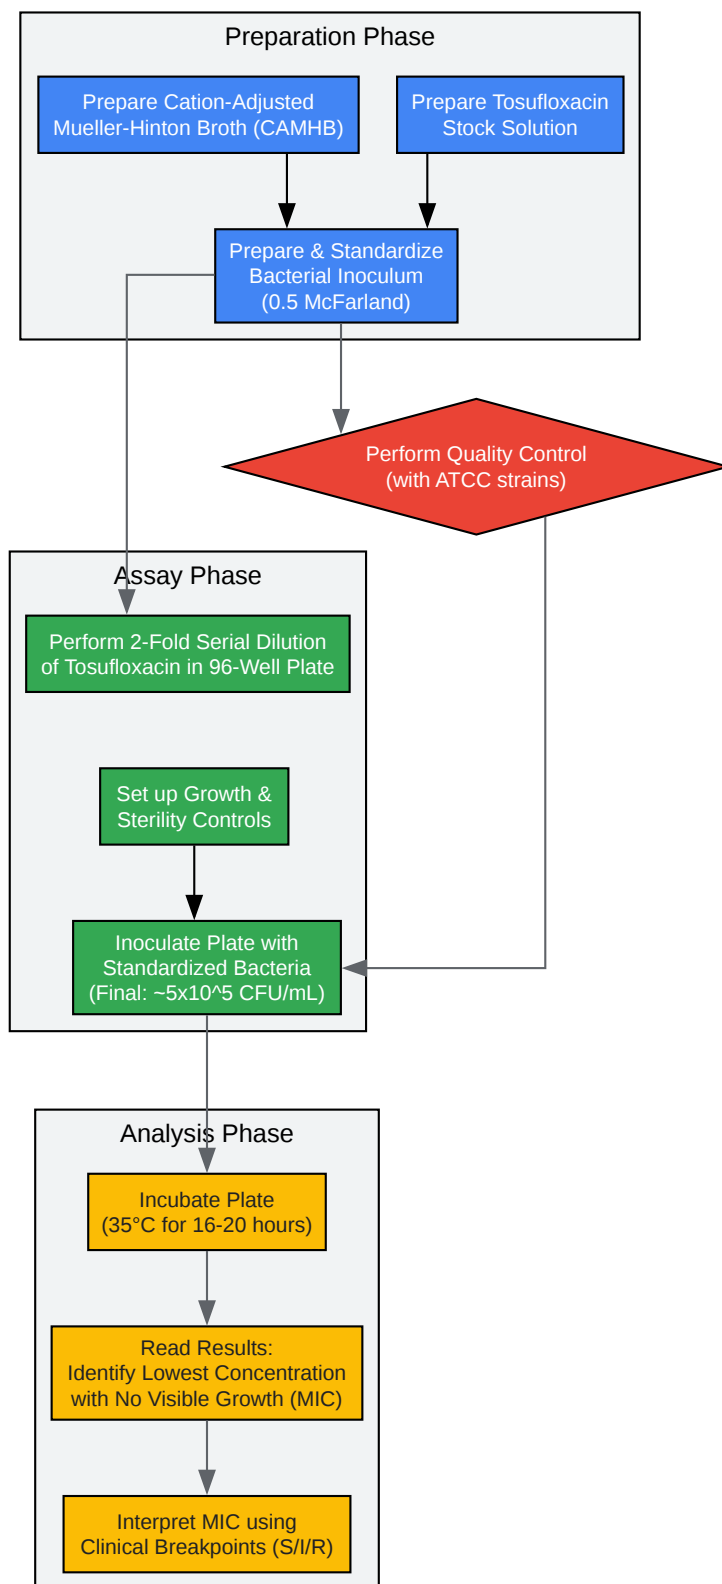 Preparation Phase
Prepare Cation-Adjusted
Mueller-Hinton Broth (CAMHB)
Prepare Tosufloxacin
Stock Solution
Prepare & Standardize
Bacterial Inoculum
(0.5 McFarland)
Perform Quality Control
(with ATCC strains)
Assay Phase
Perform 2-Fold Serial Dilution
of Tosufloxacin in 96-Well Plate
Set up Growth &
Sterility Controls
Inoculate Plate with
Standardized Bacteria
(Final: ~5x10^5 CFU/mL)
Analysis Phase
Incubate Plate
(35°C for 16-20 hours)
Read Results:
Identify Lowest Concentration
with No Visible Growth (MIC)
Interpret MIC using
Clinical Breakpoints (S/I/R)